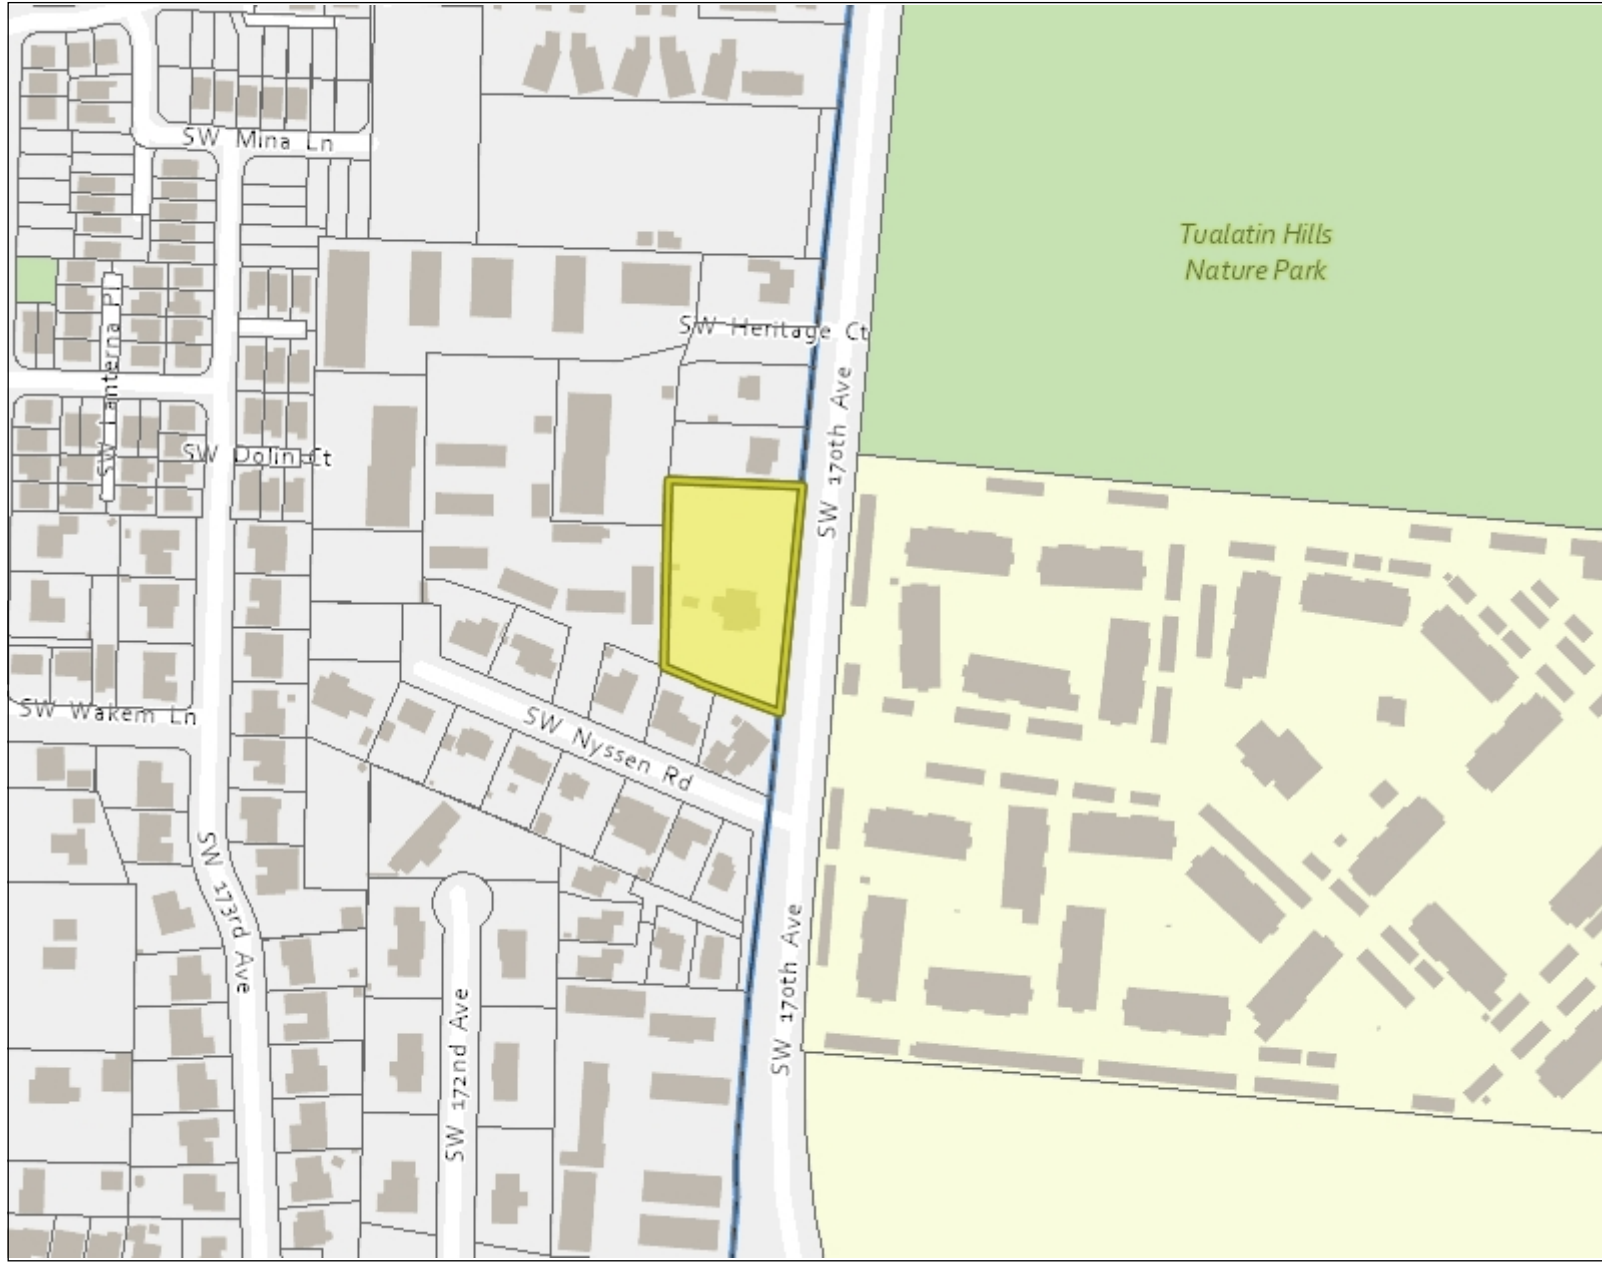 SW Mina Ln
Tualatin Hills
Nature Park
SW Lanterna Pl
SW Heritage Ct
SW 170th Ave
SW Dolin Ct
SW Wakem Ln
SW Nyssen Rd
SW 173rd Ave
SW 170th Ave
SW 172nd Ave